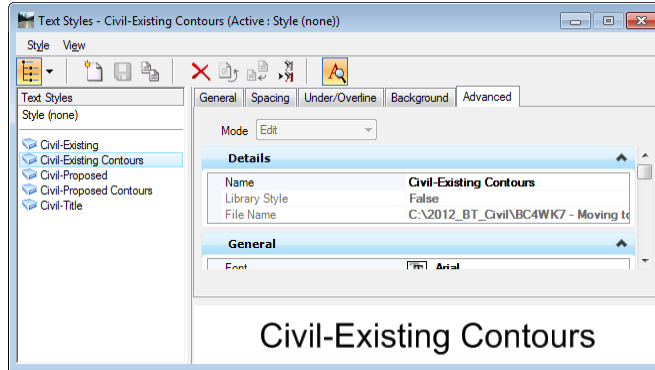 Text Styles - Civil-Existing Contours (Active : Style (none))
Style View
Text Styles
Style (none)
Civil-Existing
Civil-Existing Contours
Civil-Proposed
Civil-Proposed Contours
Civil-Title
General Spacing Under/Overline Background Advanced
Mode Edit
Details
Name Civil-Existing Contours
Library Style False
File Name C:\2012_BT_Civil\BC4WK7 - Moving to
General
Font Arial
Civil-Existing Contours